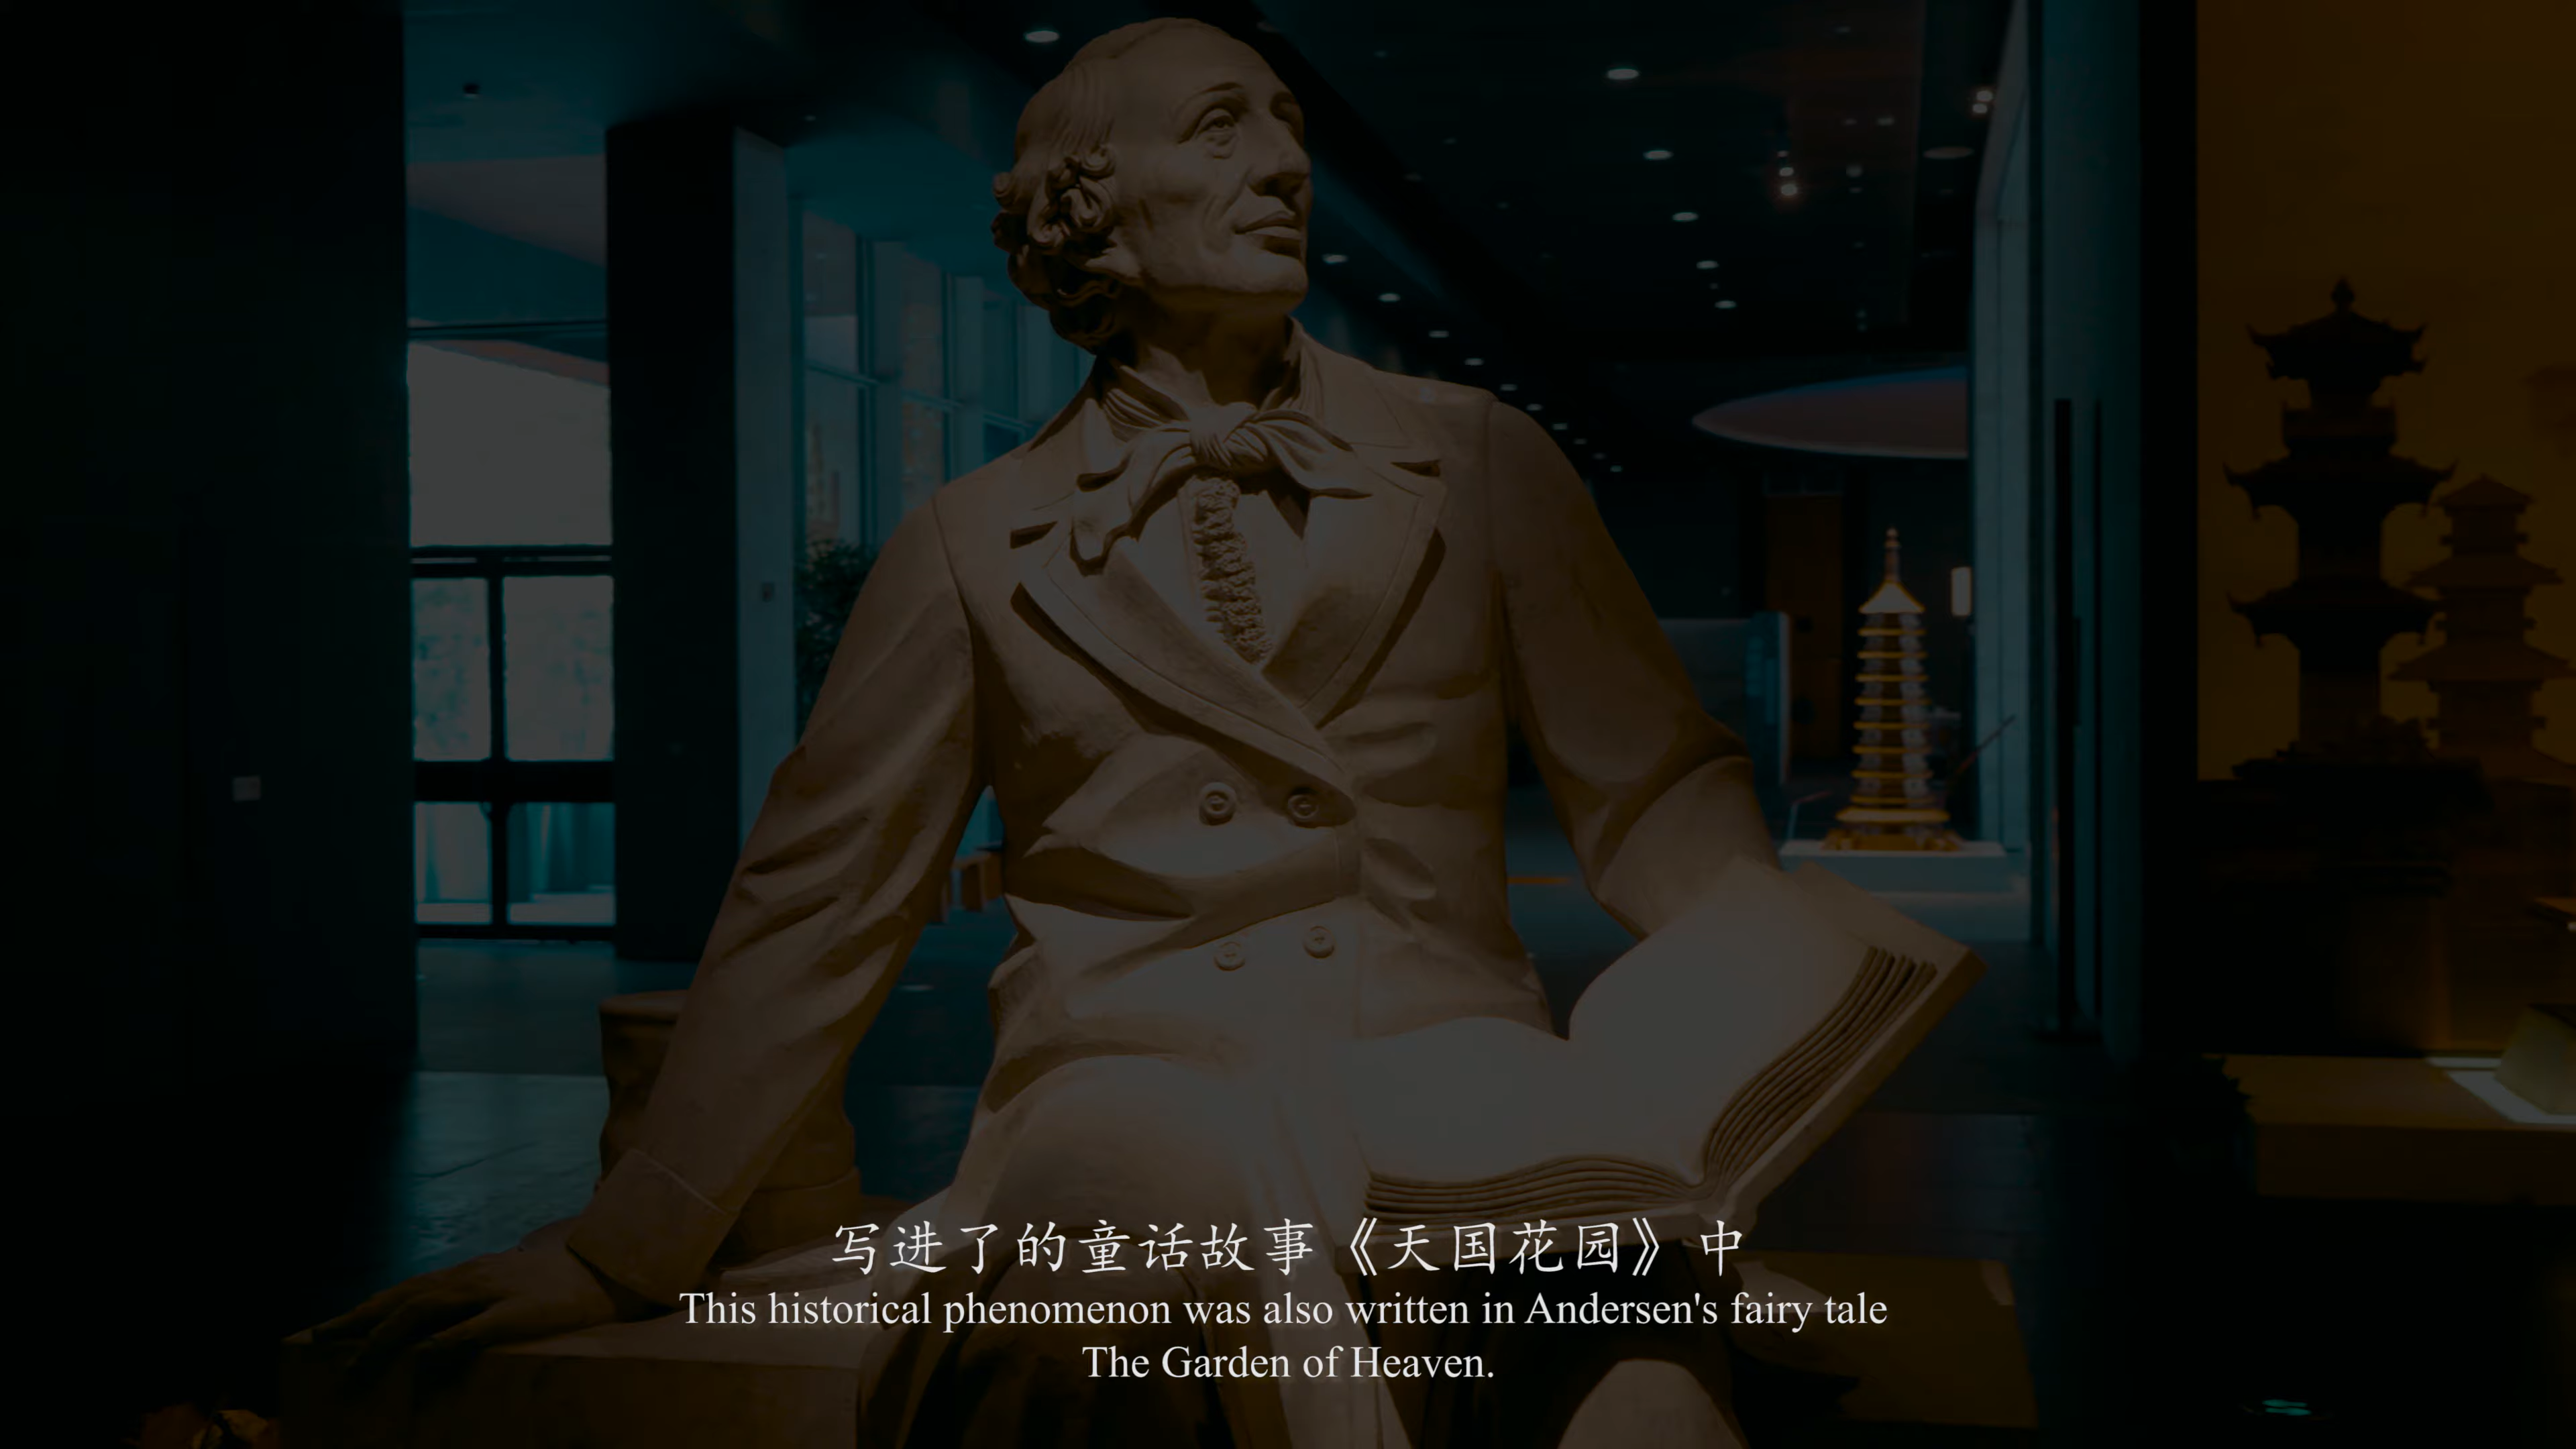 写进了的童话故事《天国花园》中
This historical phenomenon was also written in Andersen's fairy tale
The Garden of Heaven.